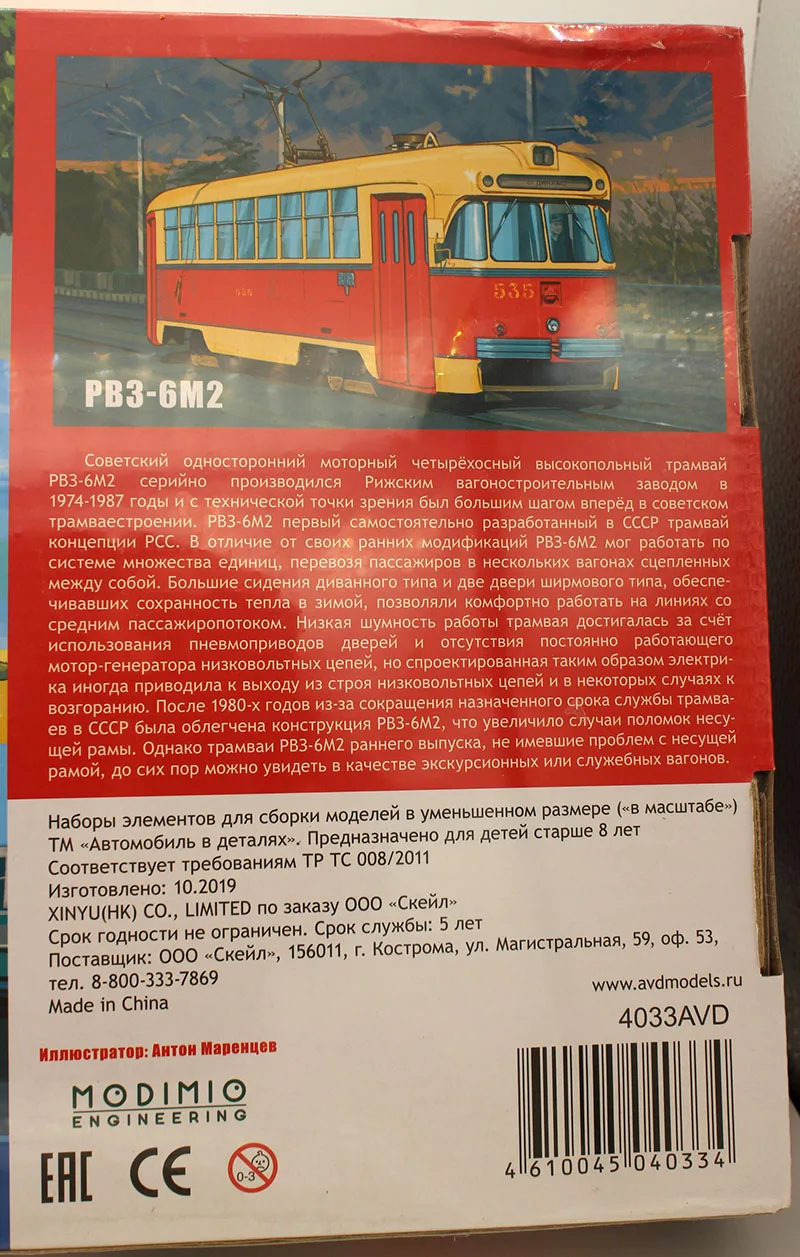 535
535
РВЗ-6М2
Советский односторонний моторный четырёхосный высокопольный трамвай
РВЗ-6М2 серийно производился Рижским вагоностроительным заводом в
1974-1987 годы и с технической точки зрения был большим шагом вперёд в советском
трамваестроении. РВЗ-6М2 первый самостоятельно разработанный в СССР трамвай
концепции РСС. В отличие от своих ранних модификаций РВЗ-6М2 мог работать по
системе множества единиц, перевозя пассажиров в нескольких вагонах сцепленных
между собой. Большие сидения диванного типа и две двери ширмового типа, обеспе-
чивавших сохранность тепла в зимой, позволяли комфортно работать на линиях со
средним пассажиропотоком. Низкая шумность работы трамвая достигалась за счёт
использования пневмоприводов дверей и отсутствия постоянно работающего
мотор-генератора низковольтных цепей, но спроектированная таким образом электри-
ка иногда приводила к выходу из строя низковольтных цепей и в некоторых случаях к
возгоранию. После 1980-х годов из-за сокращения назначенного срока службы трамва-
ев в СССР была облегчена конструкция РВЗ-6М2, что увеличило случаи поломок несу-
щей рамы. Однако трамваи РВЗ-6М2 раннего выпуска, не имевшие проблем с несущей
рамой, до сих пор можно увидеть в качестве экскурсионных или служебных вагонов.
Наборы элементов для сборки моделей в уменьшенном размере («в масштабе»)
ТМ «Автомобиль в деталях». Предназначено для детей старше 8 лет
Соответствует требованиям ТР ТС 008/2011
Изготовлено: 10.2019
XINYU(HK) CO., LIMITED по заказу ООО «Скейл»
Срок годности не ограничен. Срок службы: 5 лет
Поставщик: ООО «Скейл», 156011, г. Кострома, ул. Магистральная, 59, оф. 53,
тел. 8-800-333-7869
www.avdmodels.ru
Made in China
4033AVD
Иллюстратор: Антон Маренцев
MODIMIO
ENGINEERING
EAC CE 0-3
4 610045 040334